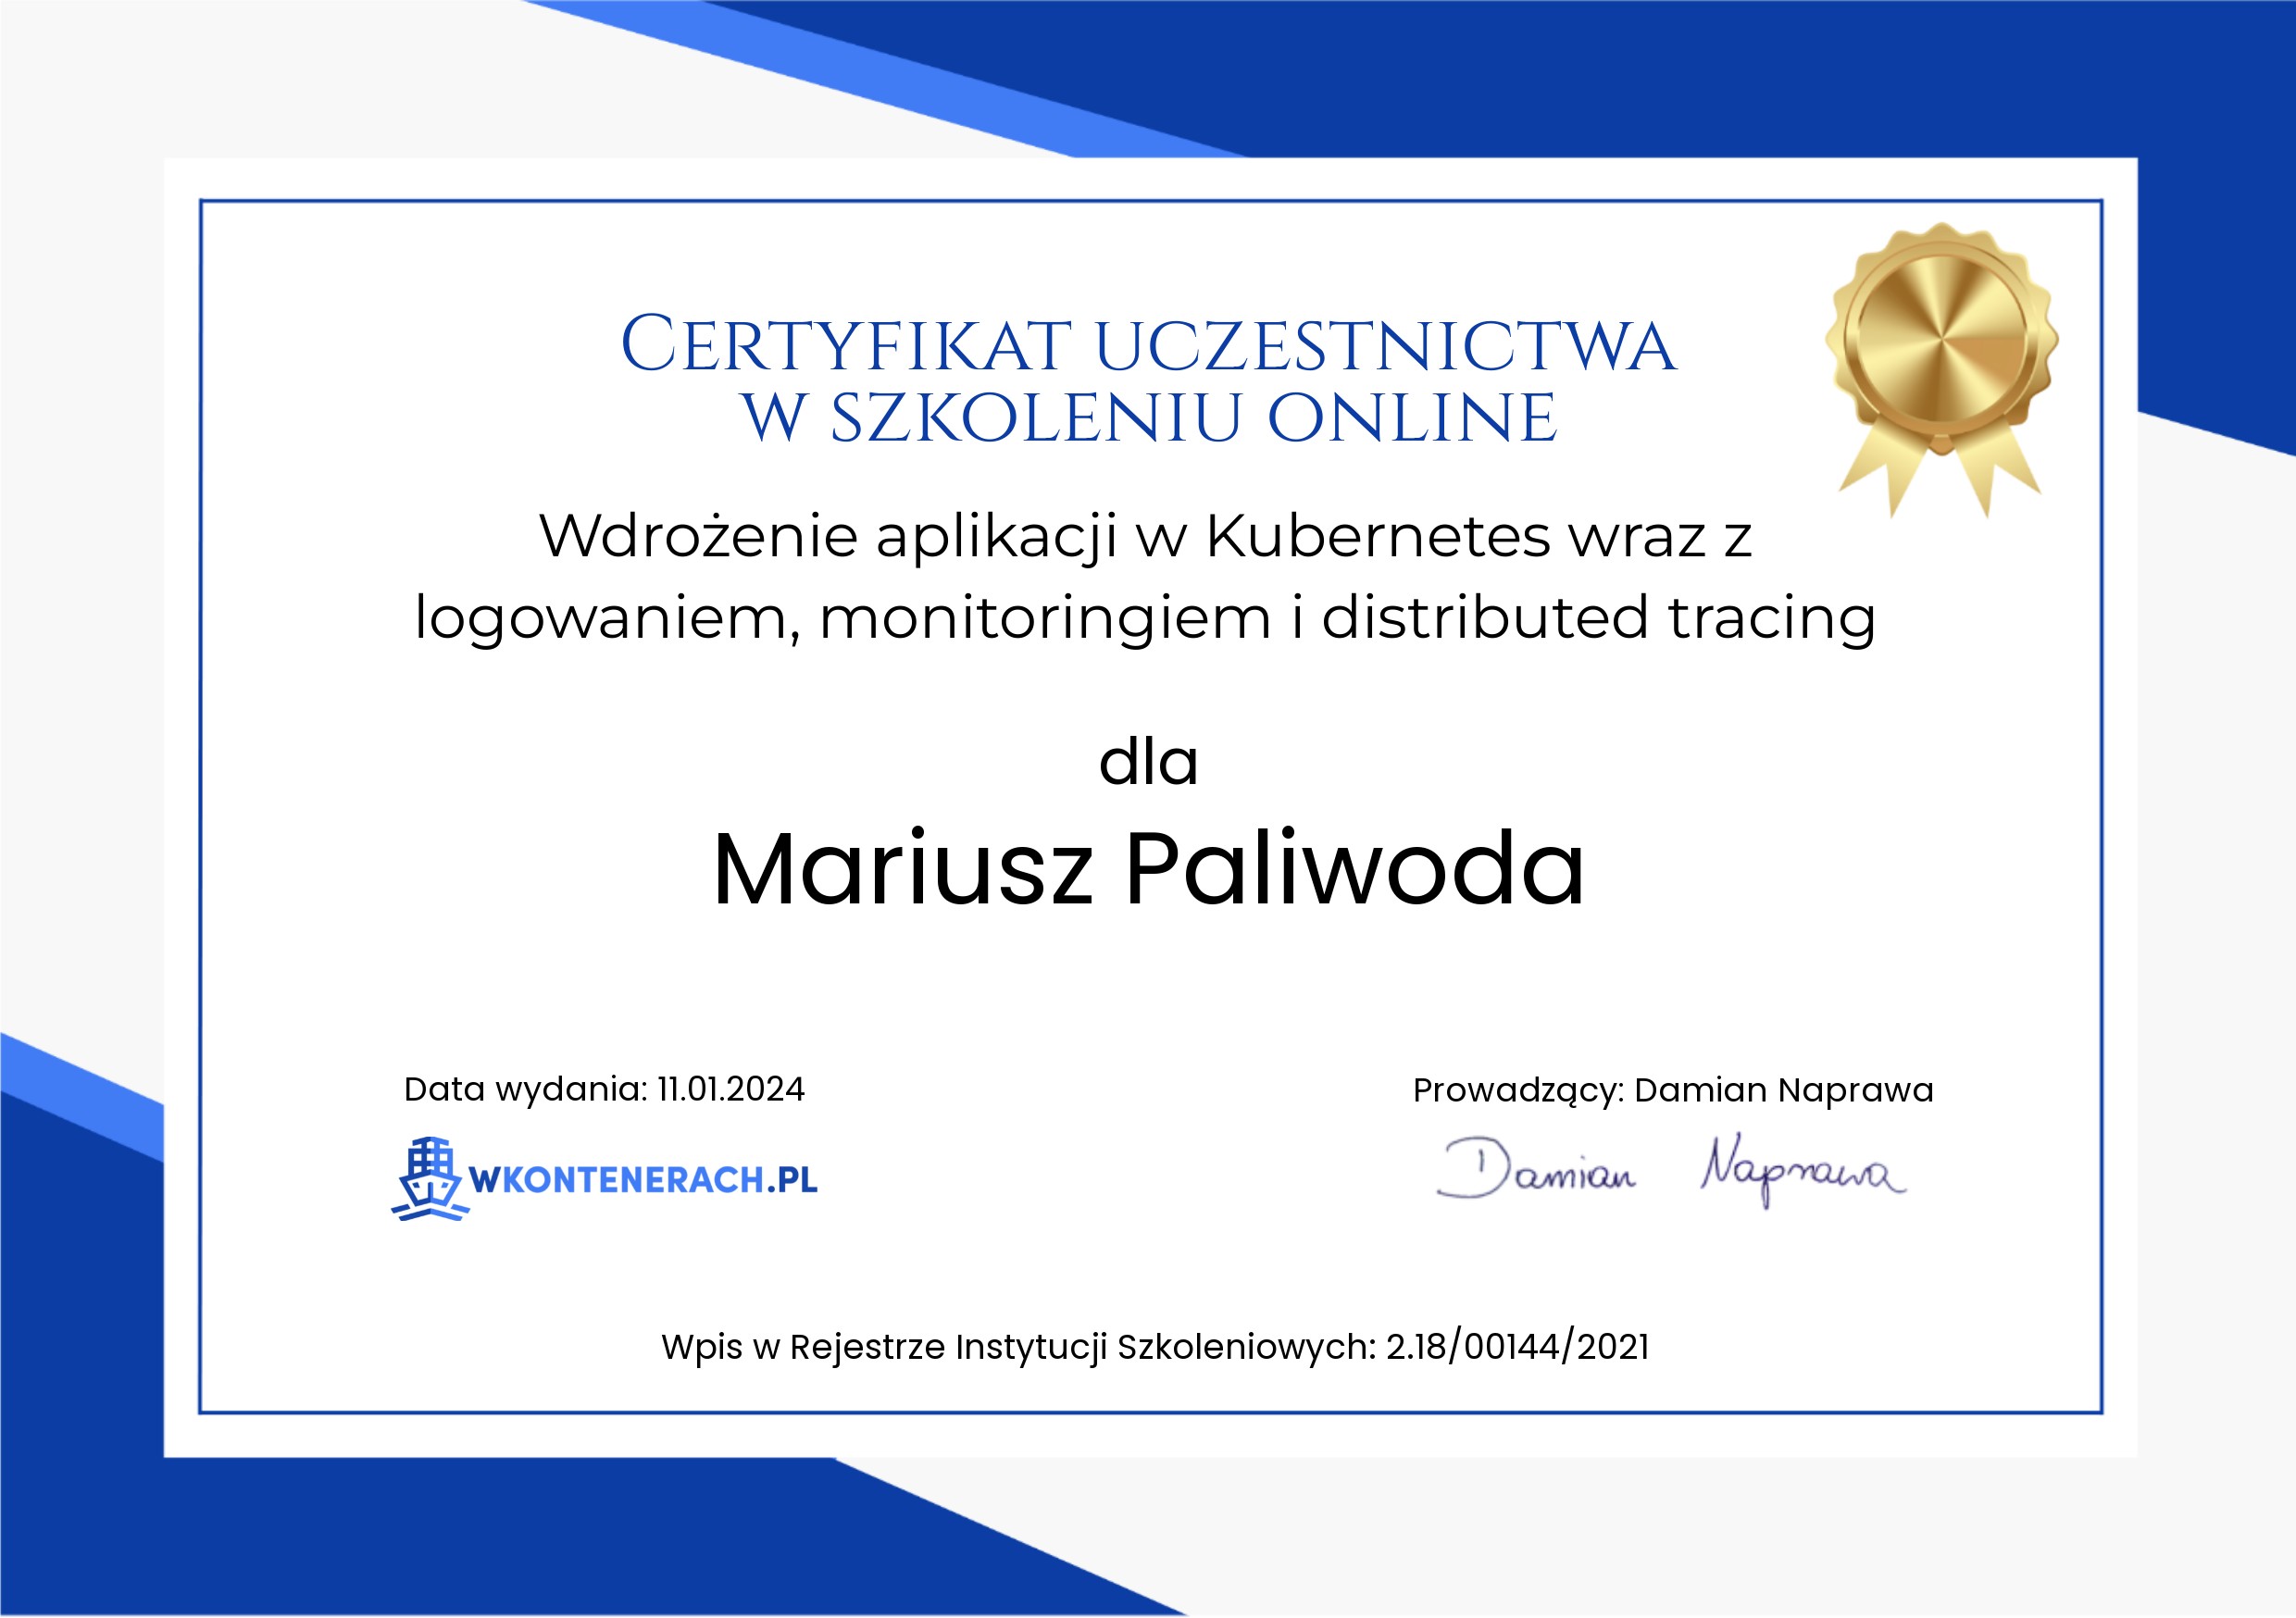 Certyfikat uczestnictwa
w szkoleniu online
Wdrożenie aplikacji w Kubernetes wraz z
logowaniem, monitoringiem i distributed tracing
dla
Mariusz Paliwoda
Data wydania: 11.01.2024
WKONTENERACH.PL
Prowadzący: Damian Naprawa
Damian Naprawa
Wpis w Rejestrze Instytucji Szkoleniowych: 2.18/00144/2021